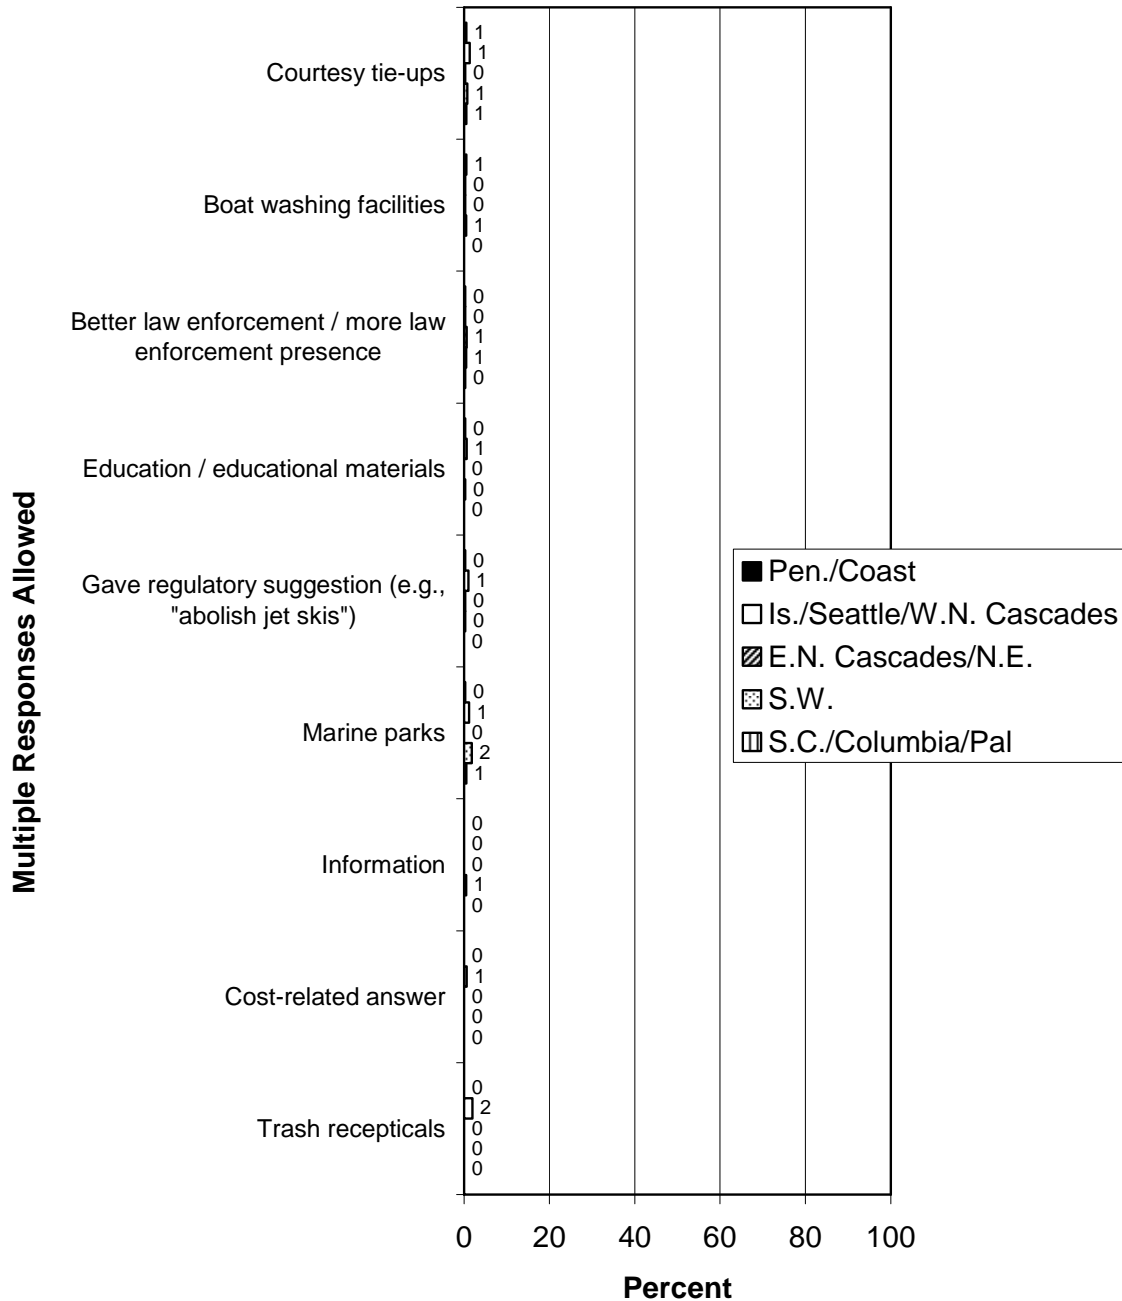 Multiple Responses Allowed
Courtesy tie-ups
1
1
0
1
1
Boat washing facilities
1
0
0
1
0
Better law enforcement / more law
enforcement presence
0
0
1
1
0
Education / educational materials
0
1
0
0
0
Gave regulatory suggestion (e.g.,
"abolish jet skis")
0
1
0
0
0
Marine parks
0
1
0
2
1
Information
0
0
0
1
0
Cost-related answer
0
1
0
0
0
Trash recepticals
0
2
0
0
0
Pen./Coast
Is./Seattle/W.N. Cascades
E.N. Cascades/N.E.
S.W.
S.C./Columbia/Pal
0 20 40 60 80 100
Percent